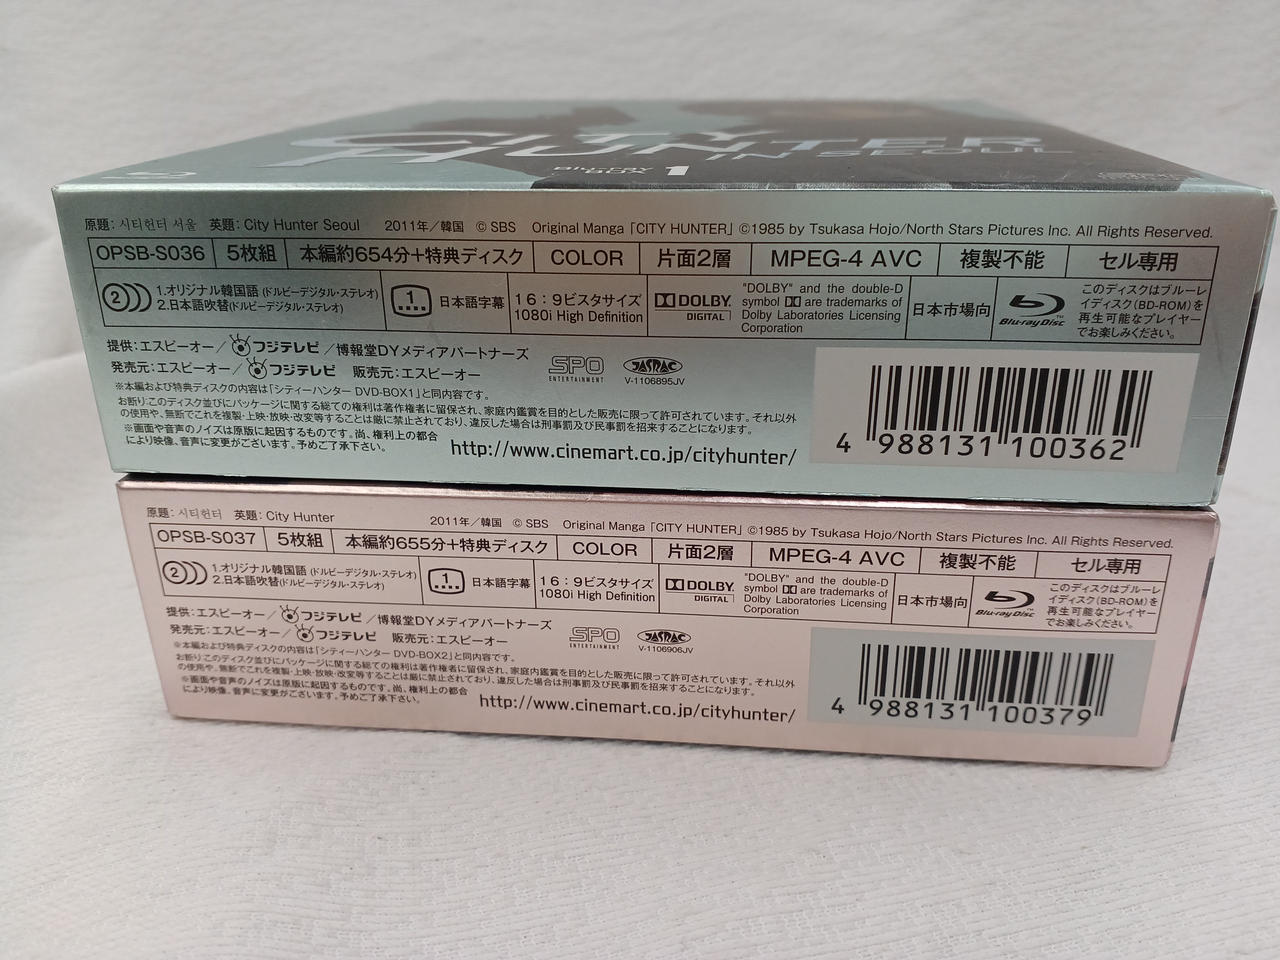 CITY
HUNTER
IN SEOUL
Blu-ray BOX 1
原題: 시티헌터 서울 英題: City Hunter Seoul 2011年／韓国 © SBS Original Manga「CITY HUNTER」©1985 by Tsukasa Hojo/North Stars Pictures Inc. All Rights Reserved.
OPSB-S036 5枚組 本編約654分+特典ディスク COLOR 片面2層 MPEG-4 AVC 複製不能 セル専用
2 1.オリジナル韓国語 (ドルビーデジタル・ステレオ)
2.日本語吹替 (ドルビーデジタル・ステレオ)
1 日本語字幕
16：9ビスタサイズ
1080i High Definition
DOLBY
DIGITAL
"DOLBY" and the double-D
symbol are trademarks of
Dolby Laboratories Licensing
Corporation
日本市場向
Blu-ray Disc
このディスクはブルーレ
イディスク(BD-ROM)を
再生可能なプレイヤー
でお楽しみください。
提供：エスピーオー／フジテレビ／博報堂DYメディアパートナーズ
発売元：エスピーオー／フジテレビ 販売元：エスピーオー
SPO
ENTERTAINMENT
JASRAC
V-1106895JV
※本編および特典ディスクの内容は「シティーハンター DVD-BOX1」と同内容です。
お断り:このディスク並びにパッケージに関する総ての権利は著作権者に留保され、家庭内鑑賞を目的とした販売に限って許可されています。それ以外
の使用や、無断でこれを複製・上映・放映・改変等することは厳に禁止されており、違反した場合は刑事罰及び民事罰を招来することになります。
※画面や音声のノイズは原版に起因するものです。尚、権利上の都合
により映像、音声に変更がございます。予めご了承下さい。
http://www.cinemart.co.jp/cityhunter/
4 988131 100362
原題: 시티헌터 英題: City Hunter 2011年／韓国 © SBS Original Manga「CITY HUNTER」©1985 by Tsukasa Hojo/North Stars Pictures Inc. All Rights Reserved.
OPSB-S037 5枚組 本編約655分+特典ディスク COLOR 片面2層 MPEG-4 AVC 複製不能 セル専用
2 1.オリジナル韓国語 (ドルビーデジタル・ステレオ)
2.日本語吹替 (ドルビーデジタル・ステレオ)
1 日本語字幕
16：9ビスタサイズ
1080i High Definition
DOLBY
DIGITAL
"DOLBY" and the double-D
symbol are trademarks of
Dolby Laboratories Licensing
Corporation
日本市場向
Blu-ray Disc
このディスクはブルーレ
イディスク(BD-ROM)を
再生可能なプレイヤー
でお楽しみください。
提供：エスピーオー／フジテレビ／博報堂DYメディアパートナーズ
発売元：エスピーオー／フジテレビ 販売元：エスピーオー
SPO
ENTERTAINMENT
JASRAC
V-1106906JV
※本編および特典ディスクの内容は「シティーハンター DVD-BOX2」と同内容です。
お断り:このディスク並びにパッケージに関する総ての権利は著作権者に留保され、家庭内鑑賞を目的とした販売に限って許可されています。それ以外
の使用や、無断でこれを複製・上映・放映・改変等することは厳に禁止されており、違反した場合は刑事罰及び民事罰を招来することになります。
※画面や音声のノイズは原版に起因するものです。尚、権利上の都合
により映像、音声に変更がございます。予めご了承下さい。
http://www.cinemart.co.jp/cityhunter/
4 988131 100379